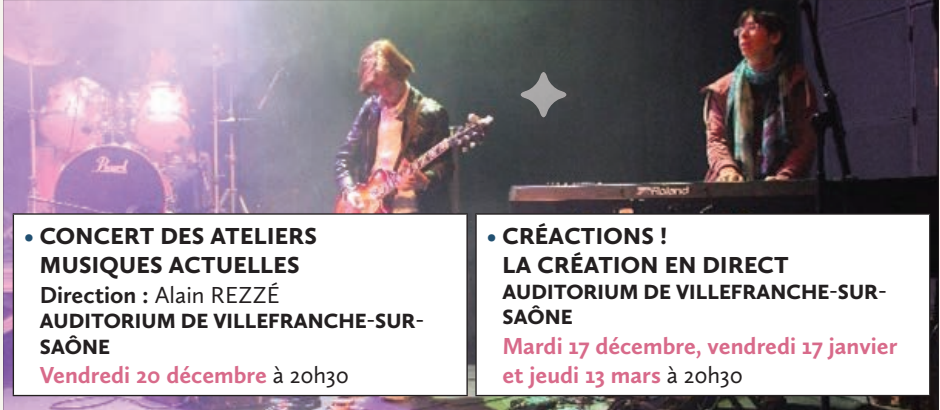 Pearl
Roland
• CONCERT DES ATELIERS
MUSIQUES ACTUELLES
Direction : Alain REZZÉ
AUDITORIUM DE VILLEFRANCHE-SUR-
SAÔNE
Vendredi 20 décembre à 20h30
• CRÉACTIONS !
LA CRÉATION EN DIRECT
AUDITORIUM DE VILLEFRANCHE-SUR-
SAÔNE
Mardi 17 décembre, vendredi 17 janvier
et jeudi 13 mars à 20h30